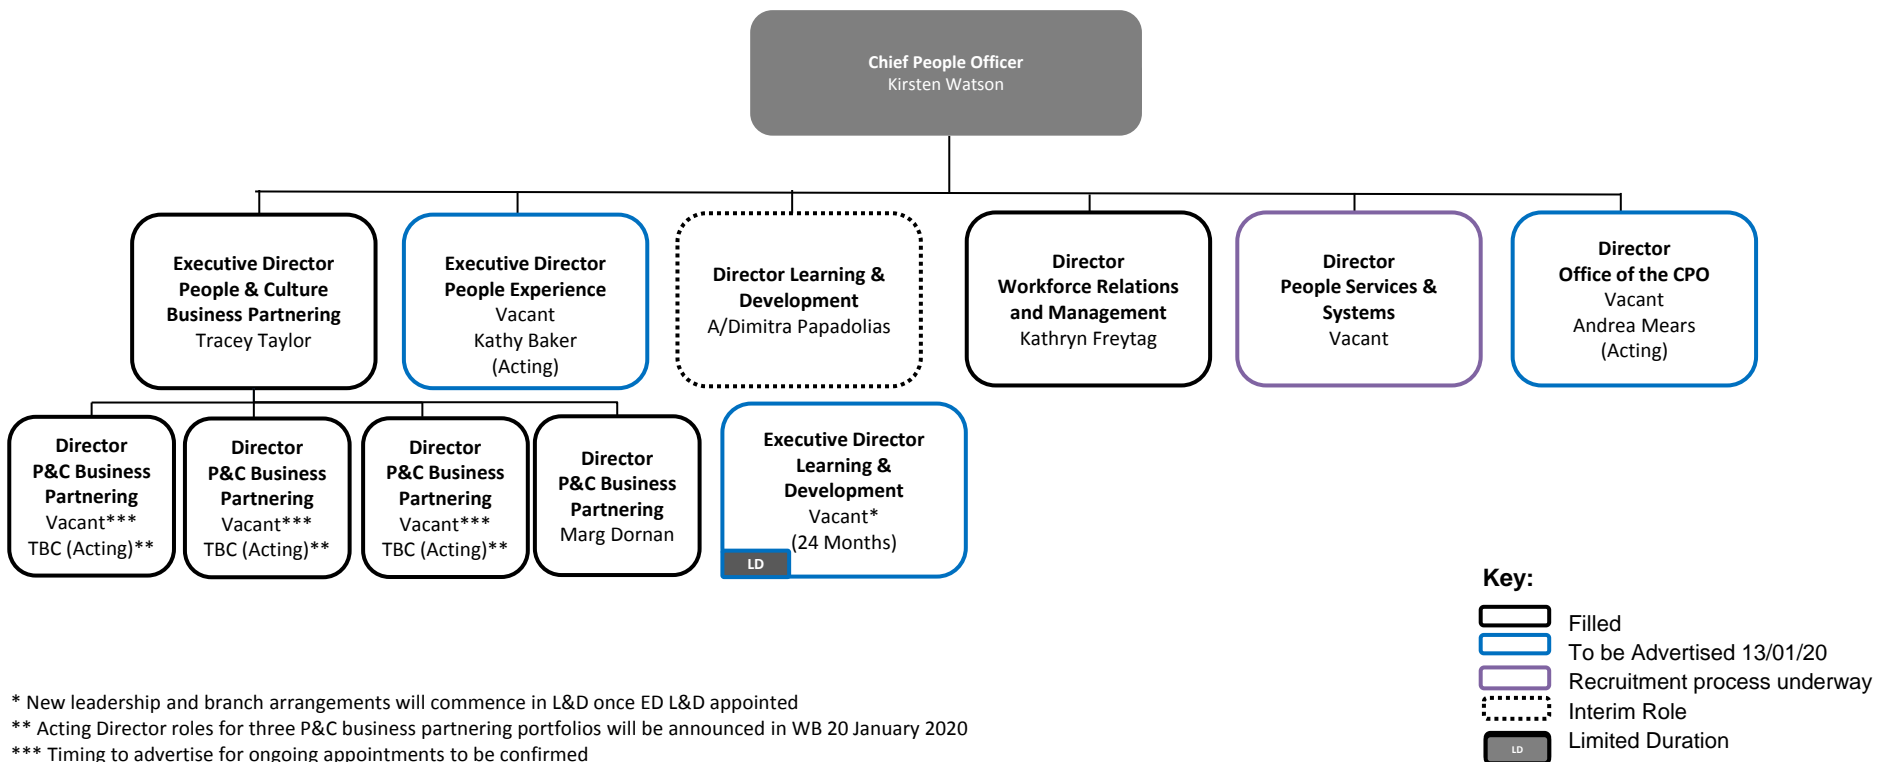 Chief People Officer
Kirsten Watson
Executive Director
People & Culture
Business Partnering
Tracey Taylor
Executive Director
People Experience
Vacant
Kathy Baker
(Acting)
Director Learning &
Development
A/Dimitra Papadolias
Director
Workforce Relations
and Management
Kathryn Freytag
Director
People Services &
Systems
Vacant
Director
Office of the CPO
Vacant
Andrea Mears
(Acting)
Director
P&C Business
Partnering
Vacant***
TBC (Acting)**
Director
P&C Business
Partnering
Vacant***
TBC (Acting)**
Director
P&C Business
Partnering
Vacant***
TBC (Acting)**
Director
P&C Business
Partnering
Marg Dornan
Executive Director
Learning &
Development
Vacant*
(24 Months)
LD
Key:
Filled
To be Advertised 13/01/20
Recruitment process underway
Interim Role
LD
Limited Duration
* New leadership and branch arrangements will commence in L&D once ED L&D appointed
** Acting Director roles for three P&C business partnering portfolios will be announced in WB 20 January 2020
*** Timing to advertise for ongoing appointments to be confirmed